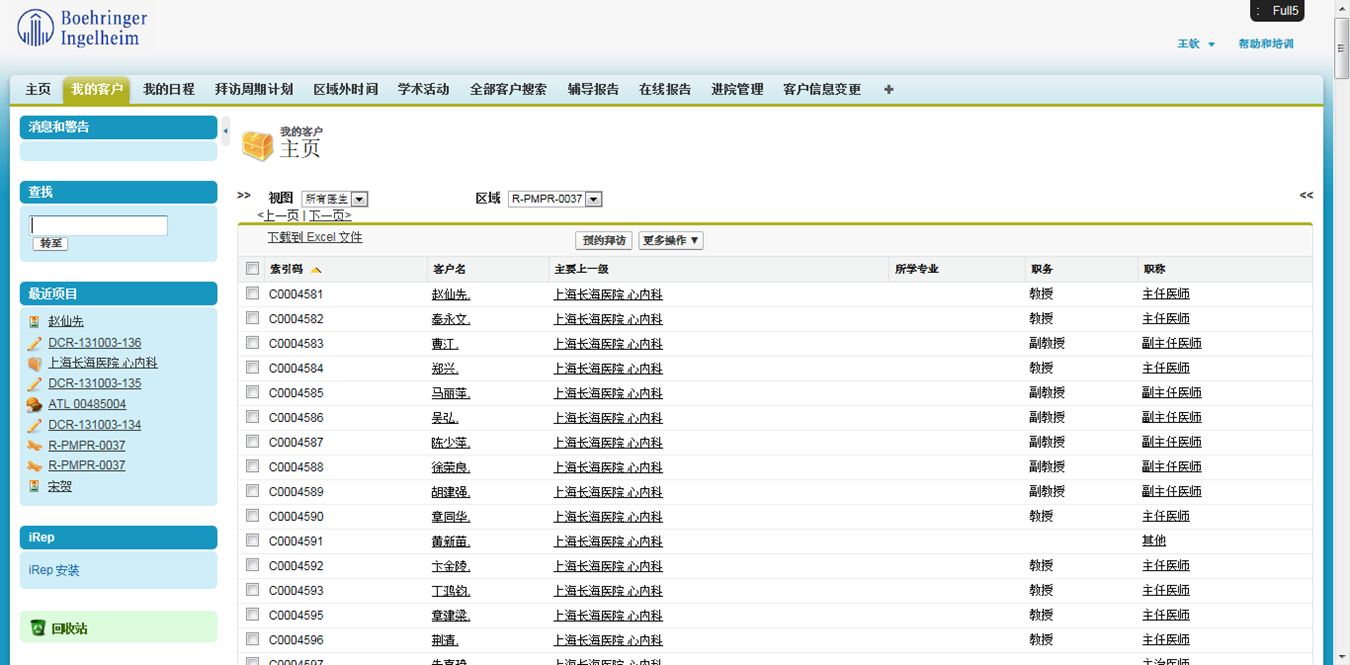 Boehringer
Ingelheim
: Full5
王钦 ▼ 帮助和培训
主页 我的客户 我的日程 拜访周期计划 区域外时间 学术活动 全部客户搜索 辅导报告 在线报告 进院管理 客户信息变更 +
消息和警告
查找
转至
最近项目
赵仙先
DCR-131003-136
上海长海医院 心内科
DCR-131003-135
ATL 00485004
DCR-131003-134
R-PMPR-0037
R-PMPR-0037
宋贺
iRep
iRep 安装
回收站
我的客户
主页
>> 视图 所有医生 区域 R-PMPR-0037 <<
<上一页 | 下一页>
下载到 Excel 文件 预约拜访 更多操作 ▼
索引码 客户名 主要上一级 所学专业 职务 职称
C0004581 赵仙先. 上海长海医院 心内科 教授 主任医师
C0004582 秦永文. 上海长海医院 心内科 教授 主任医师
C0004583 曹江. 上海长海医院 心内科 副教授 副主任医师
C0004584 郑兴. 上海长海医院 心内科 教授 主任医师
C0004585 马丽萍. 上海长海医院 心内科 副教授 副主任医师
C0004586 吴弘. 上海长海医院 心内科 副教授 副主任医师
C0004587 陈少萍. 上海长海医院 心内科 副教授 副主任医师
C0004588 徐荣良. 上海长海医院 心内科 副教授 副主任医师
C0004589 胡建强. 上海长海医院 心内科 副教授 副主任医师
C0004590 章同华. 上海长海医院 心内科 教授 主任医师
C0004591 黄新苗. 上海长海医院 心内科 其他
C0004592 卞金陵. 上海长海医院 心内科 教授 主任医师
C0004593 丁鸿钧. 上海长海医院 心内科 教授 主任医师
C0004595 章建梁. 上海长海医院 心内科 教授 主任医师
C0004596 荆清. 上海长海医院 心内科 教授 主任医师
C0004597 上海长海医院 心内科 主治医师